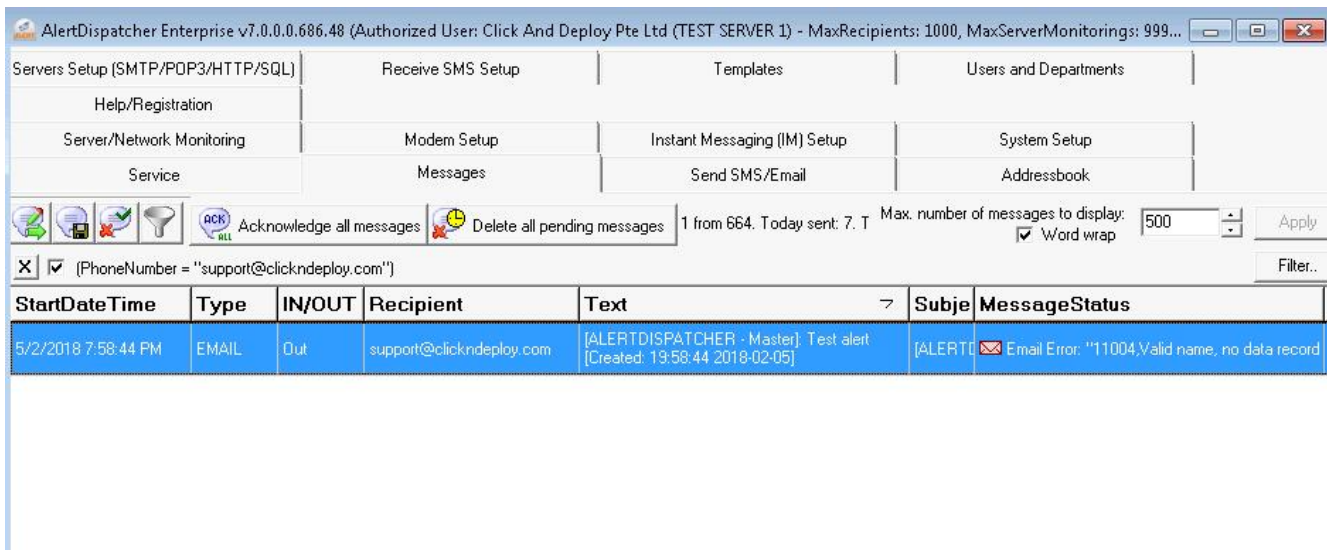 AlertDispatcher Enterprise v7.0.0.0.686.48 (Authorized User: Click And Deploy Pte Ltd (TEST SERVER 1) - MaxRecipients: 1000, MaxServerMonitorings: 999...
Servers Setup (SMTP/POP3/HTTP/SQL) Receive SMS Setup Templates Users and Departments
Help/Registration
Server/Network Monitoring Modem Setup Instant Messaging (IM) Setup System Setup
Service Messages Send SMS/Email Addressbook
ACK ALL Acknowledge all messages Delete all pending messages 1 from 664. Today sent: 7. T Max. number of messages to display: 500 Apply
Word wrap
X (PhoneNumber = "support@clickndeploy.com") Filter..
StartDateTime Type IN/OUT Recipient Text Subje MessageStatus
5/2/2018 7:58:44 PM EMAIL Out support@clickndeploy.com [ALERTDISPATCHER - Master]: Test alert [ALERTD Email Error: "11004,Valid name, no data record
[Created: 19:58:44 2018-02-05]